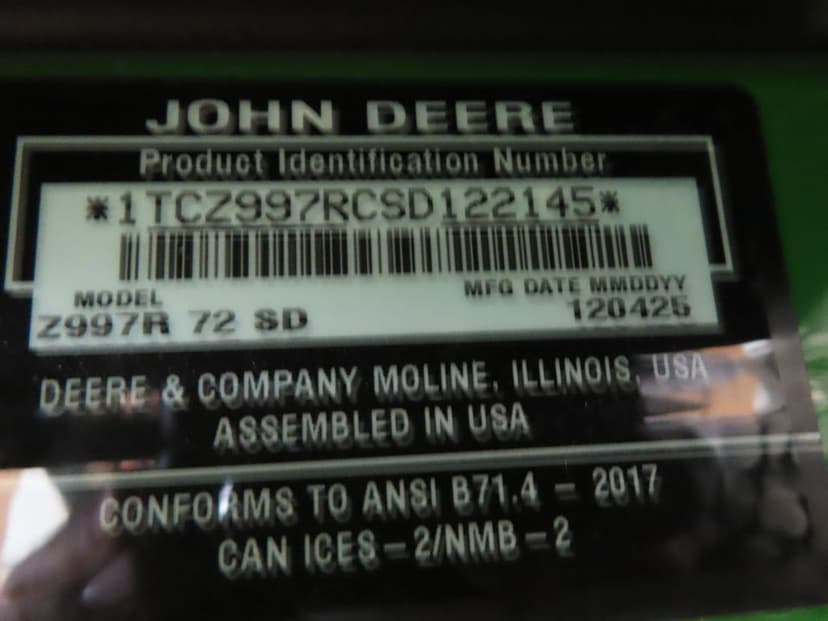 JOHN DEERE
Product Identification Number
*1TCZ997RCSD122145*
MODEL
MFG DATE MMDDYY
Z997R 72 SD
120425
DEERE & COMPANY MOLINE, ILLINOIS, USA
ASSEMBLED IN USA
CONFORMS TO ANSI B71.4 – 2017
CAN ICES – 2/NMB – 2